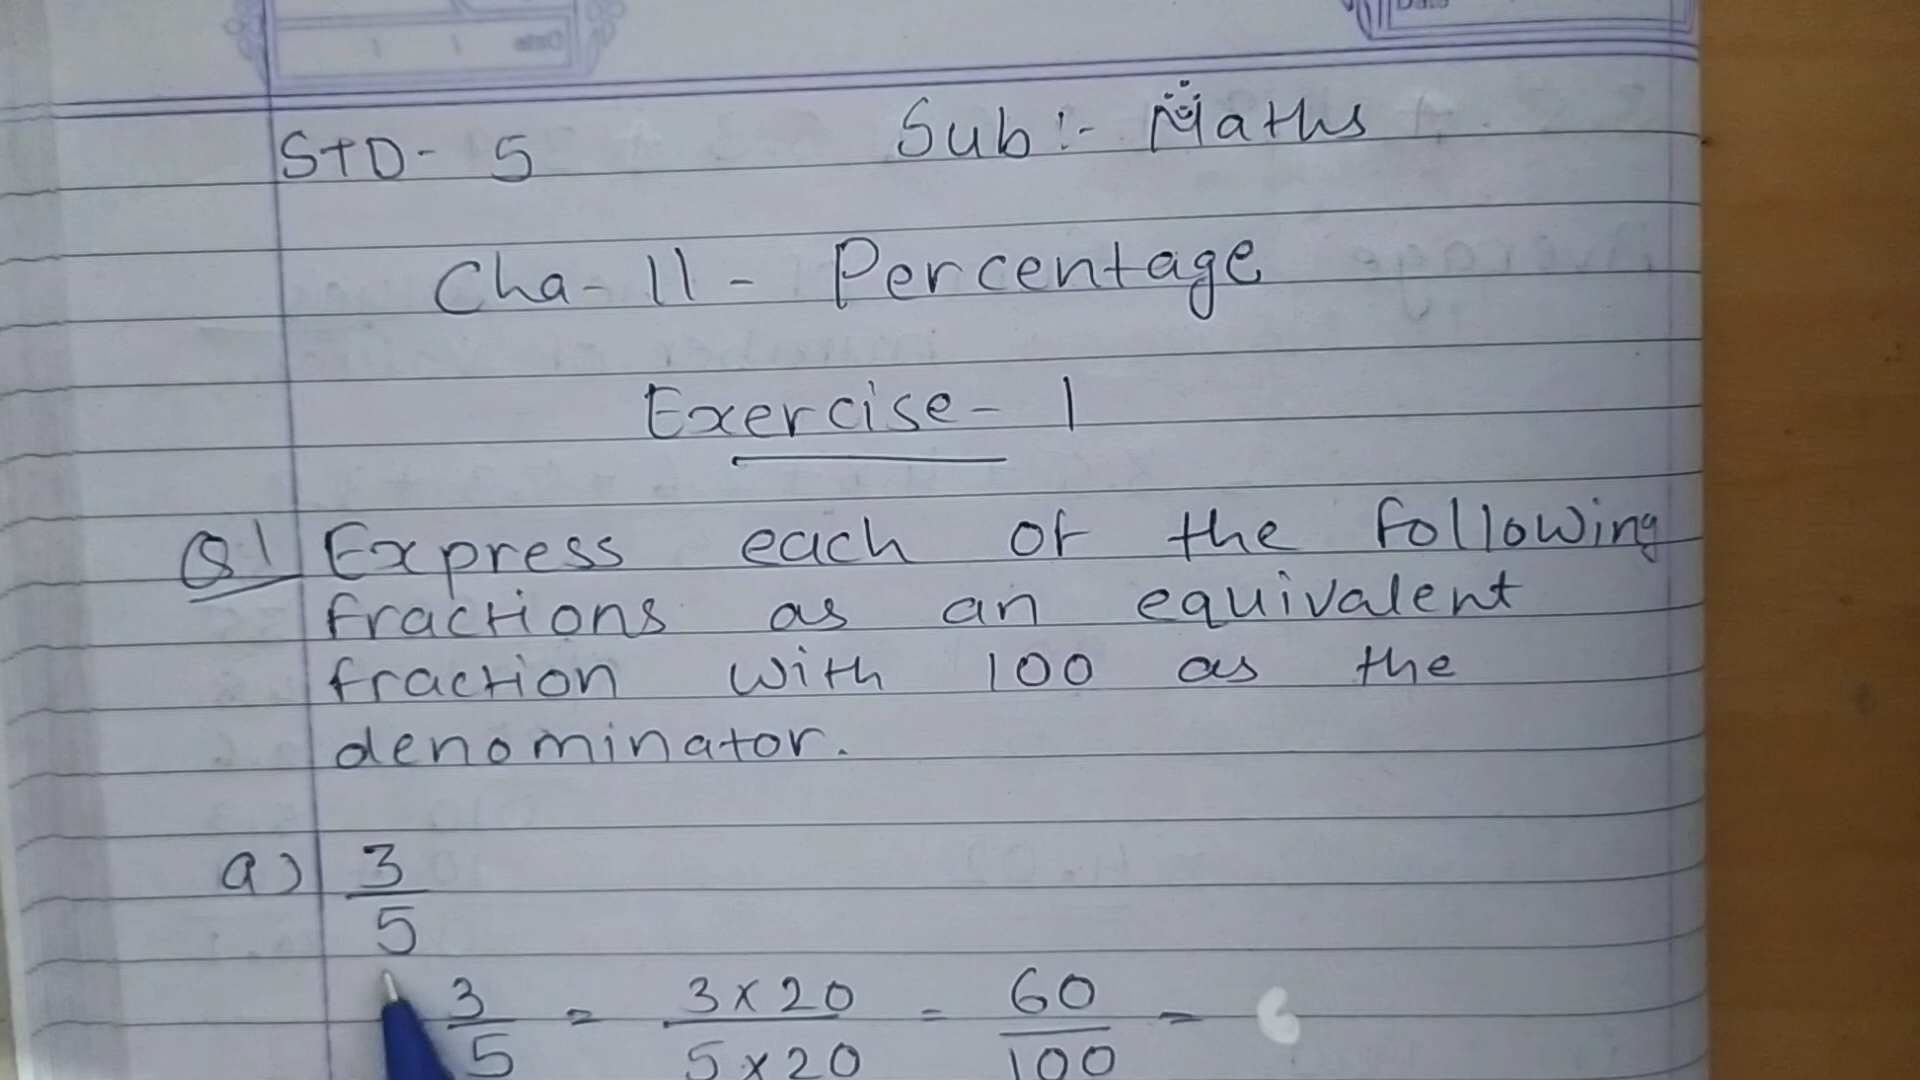 STD- 5 Sub:- Maths
Cha- 11 - Percentage
Exercise- 1
Q1 Express each of the following
fractions as an equivalent
fraction with 100 as the
denominator.
a) 3/5
3/5 = 3x20/5x20 = 60/100 =